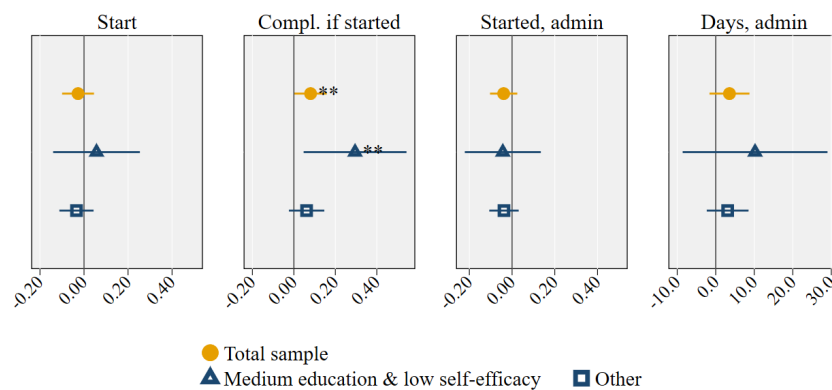 Start Compl. if started Started, admin Days, admin
**
**
-0.20 0.00 0.20 0.40 -0.20 0.00 0.20 0.40 -0.20 0.00 0.20 0.40 -10.0 0.0 10.0 20.0 30.0
Total sample
Medium education & low self-efficacy Other